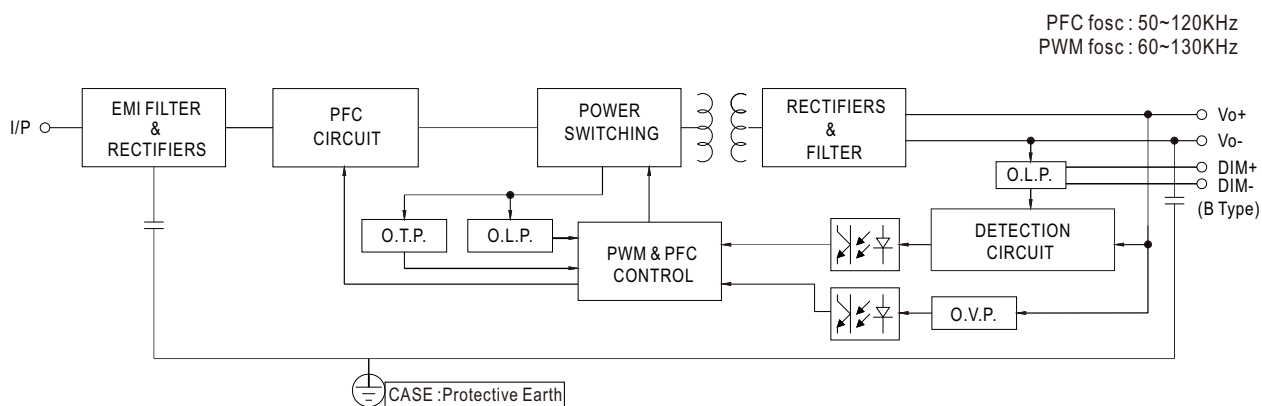 PFC fosc : 50~120KHz
PWM fosc : 60~130KHz
I/P
EMI FILTER
&
RECTIFIERS
PFC
CIRCUIT
POWER
SWITCHING
RECTIFIERS
&
FILTER
Vo+
Vo-
DIM+
DIM-
(B Type)
O.L.P.
O.T.P.
O.L.P.
PWM & PFC
CONTROL
DETECTION
CIRCUIT
O.V.P.
CASE :Protective Earth